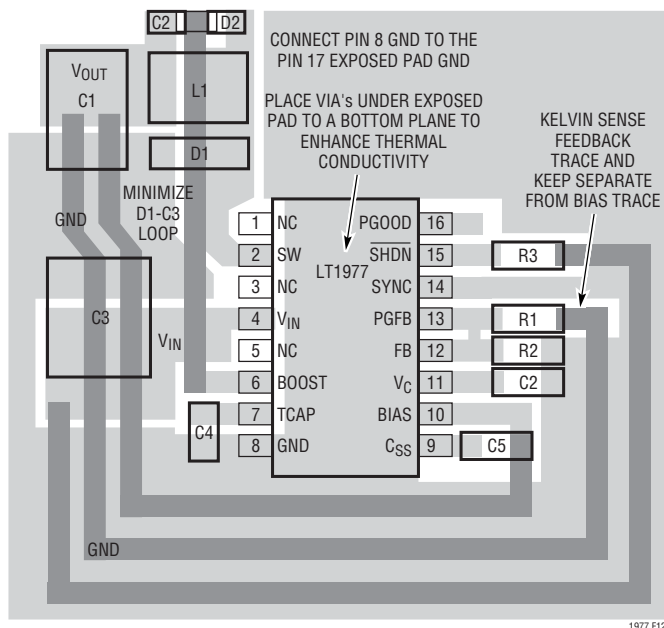 C2 D2
CONNECT PIN 8 GND TO THE
PIN 17 EXPOSED PAD GND
VOUT
C1
L1
PLACE VIA's UNDER EXPOSED
PAD TO A BOTTOM PLANE TO
ENHANCE THERMAL
CONDUCTIVITY
KELVIN SENSE
FEEDBACK
TRACE AND
KEEP SEPARATE
FROM BIAS TRACE
D1
MINIMIZE
D1-C3
LOOP
GND
C3
VIN
LT1977
1 NC
2 SW
3 NC
4 VIN
5 NC
6 BOOST
7 TCAP
8 GND
PGOOD 16
SHDN 15
SYNC 14
PGFB 13
FB 12
VC 11
BIAS 10
CSS 9
R3
R1
R2
C2
C4
C5
GND
1977 F12